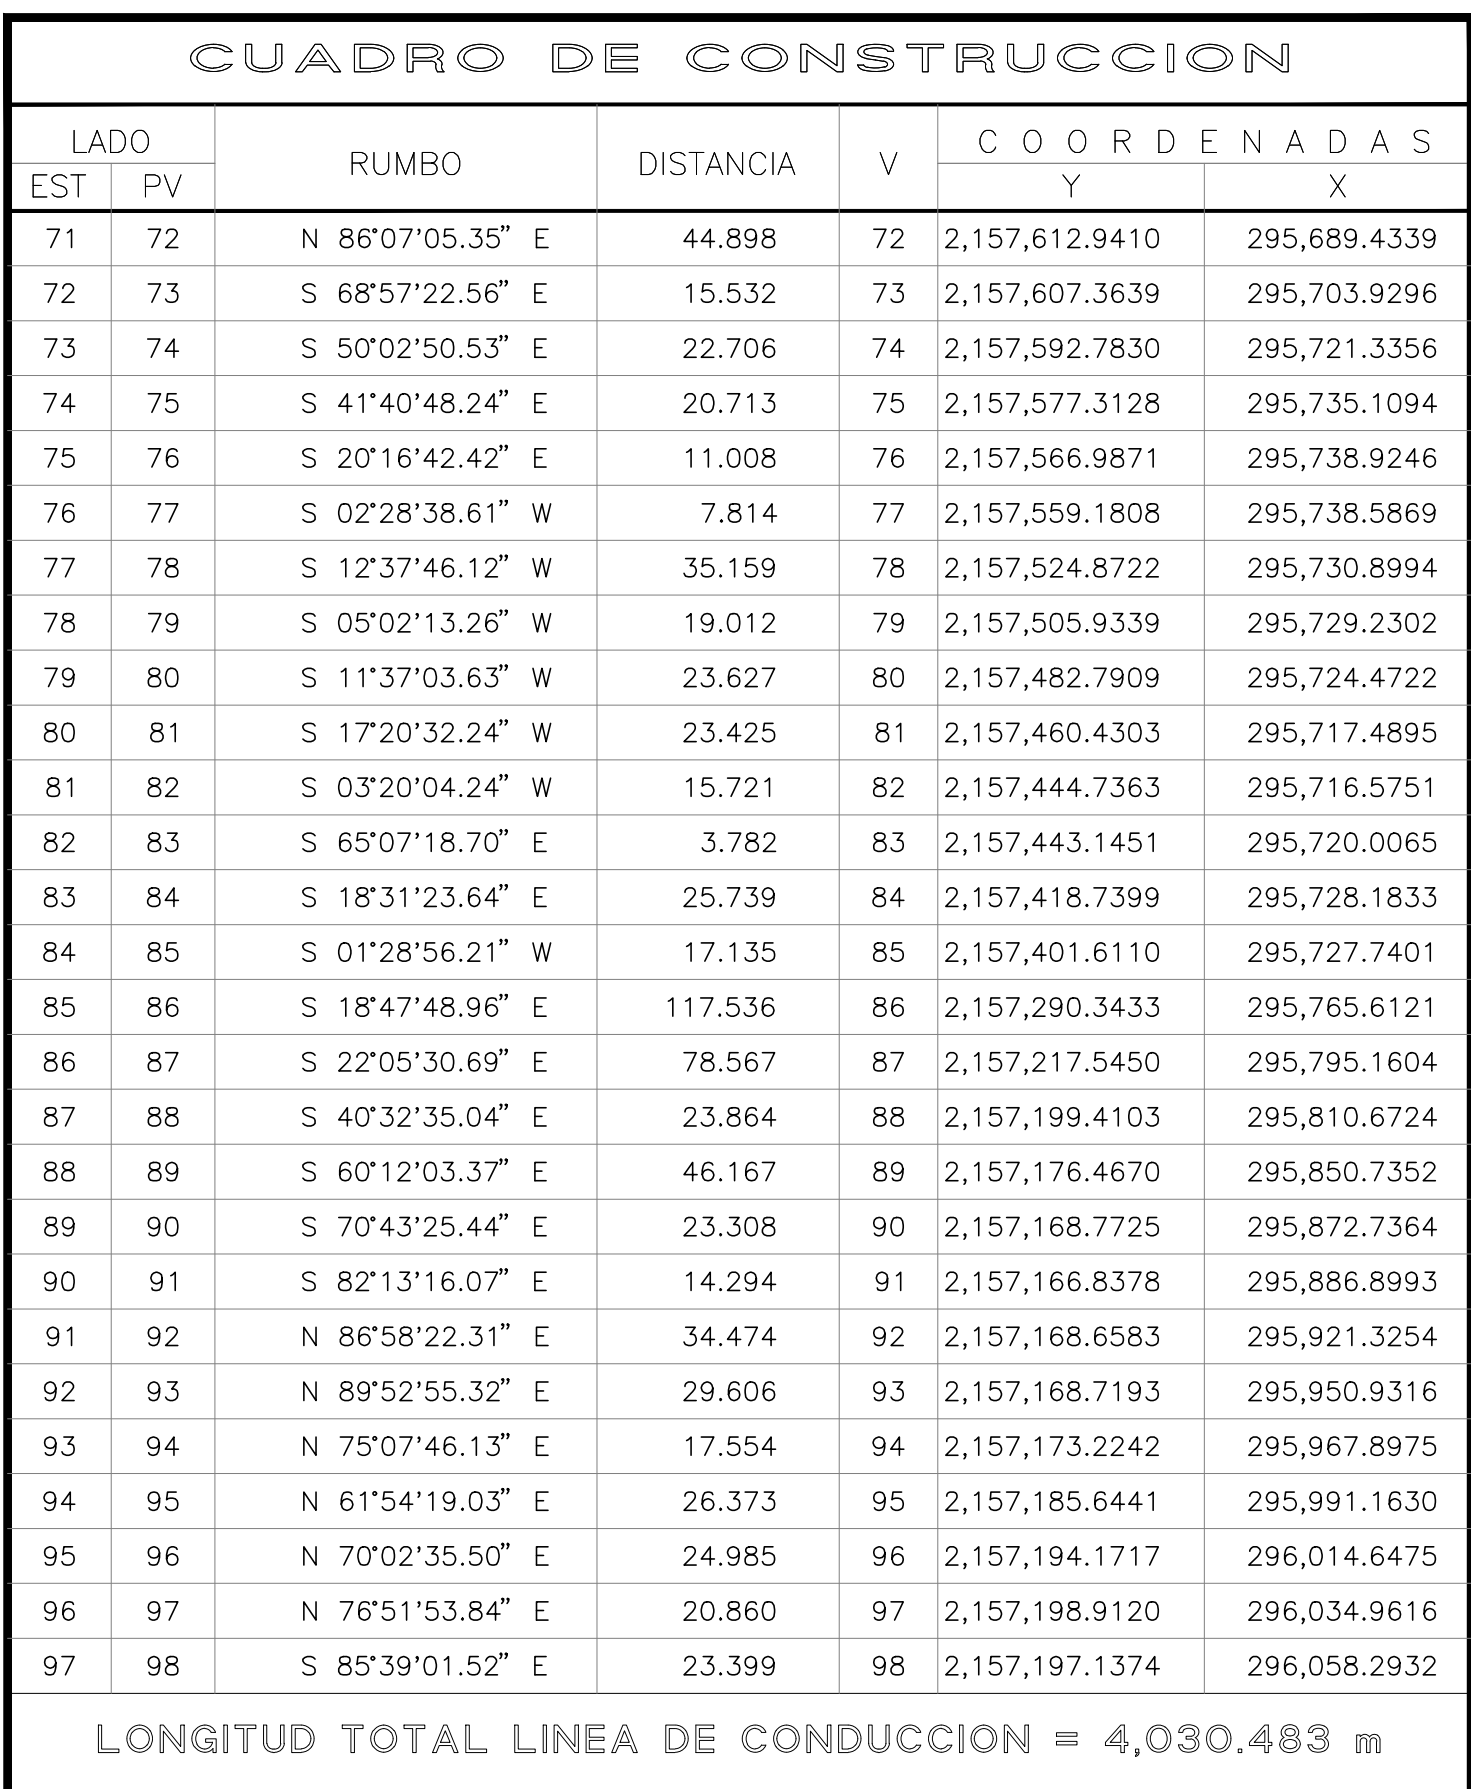 CUADRO DE CONSTRUCCION
LADO RUMBO DISTANCIA V COORDENADAS
EST PV Y X
71 72 N 86°07'05.35" E 44.898 72 2,157,612.9410 295,689.4339
72 73 S 68°57'22.56" E 15.532 73 2,157,607.3639 295,703.9296
73 74 S 50°02'50.53" E 22.706 74 2,157,592.7830 295,721.3356
74 75 S 41°40'48.24" E 20.713 75 2,157,577.3128 295,735.1094
75 76 S 20°16'42.42" E 11.008 76 2,157,566.9871 295,738.9246
76 77 S 02°28'38.61" W 7.814 77 2,157,559.1808 295,738.5869
77 78 S 12°37'46.12" W 35.159 78 2,157,524.8722 295,730.8994
78 79 S 05°02'13.26" W 19.012 79 2,157,505.9339 295,729.2302
79 80 S 11°37'03.63" W 23.627 80 2,157,482.7909 295,724.4722
80 81 S 17°20'32.24" W 23.425 81 2,157,460.4303 295,717.4895
81 82 S 03°20'04.24" W 15.721 82 2,157,444.7363 295,716.5751
82 83 S 65°07'18.70" E 3.782 83 2,157,443.1451 295,720.0065
83 84 S 18°31'23.64" E 25.739 84 2,157,418.7399 295,728.1833
84 85 S 01°28'56.21" W 17.135 85 2,157,401.6110 295,727.7401
85 86 S 18°47'48.96" E 117.536 86 2,157,290.3433 295,765.6121
86 87 S 22°05'30.69" E 78.567 87 2,157,217.5450 295,795.1604
87 88 S 40°32'35.04" E 23.864 88 2,157,199.4103 295,810.6724
88 89 S 60°12'03.37" E 46.167 89 2,157,176.4670 295,850.7352
89 90 S 70°43'25.44" E 23.308 90 2,157,168.7725 295,872.7364
90 91 S 82°13'16.07" E 14.294 91 2,157,166.8378 295,886.8993
91 92 N 86°58'22.31" E 34.474 92 2,157,168.6583 295,921.3254
92 93 N 89°52'55.32" E 29.606 93 2,157,168.7193 295,950.9316
93 94 N 75°07'46.13" E 17.554 94 2,157,173.2242 295,967.8975
94 95 N 61°54'19.03" E 26.373 95 2,157,185.6441 295,991.1630
95 96 N 70°02'35.50" E 24.985 96 2,157,194.1717 296,014.6475
96 97 N 76°51'53.84" E 20.860 97 2,157,198.9120 296,034.9616
97 98 S 85°39'01.52" E 23.399 98 2,157,197.1374 296,058.2932
LONGITUD TOTAL LINEA DE CONDUCCION = 4,030.483 m